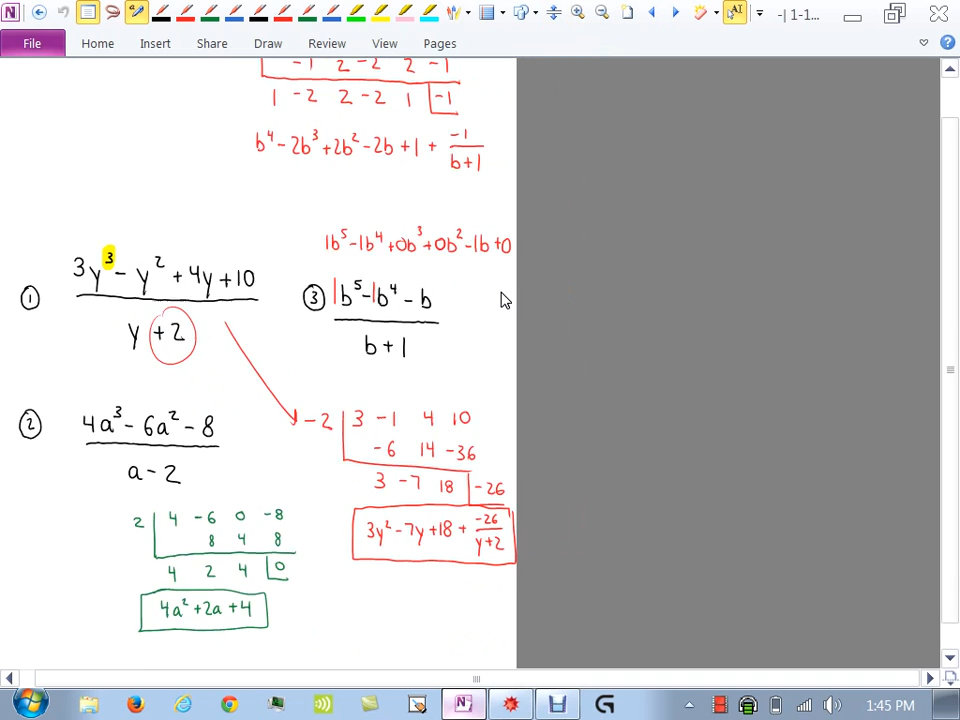 -| 1-1...
File Home Insert Share Draw Review View Pages
-1 2 -2 2 -1
1 -2 2 -2 1 -1
b⁴ - 2b³ + 2b² - 2b + 1 + -1/(b+1)
1b⁵ - 1b⁴ + 0b³ + 0b² - 1b + 0
① 3y³ - y² + 4y + 10
y + 2
③ 1b⁵ - 1b⁴ - b
b + 1
② 4a³ - 6a² - 8
a - 2
-2 3 -1 4 10
-6 14 -36
3 -7 18 -26
3y² - 7y + 18 + -26/(y+2)
2 4 -6 0 -8
8 4 8
4 2 4 0
4a² + 2a + 4
1:45 PM